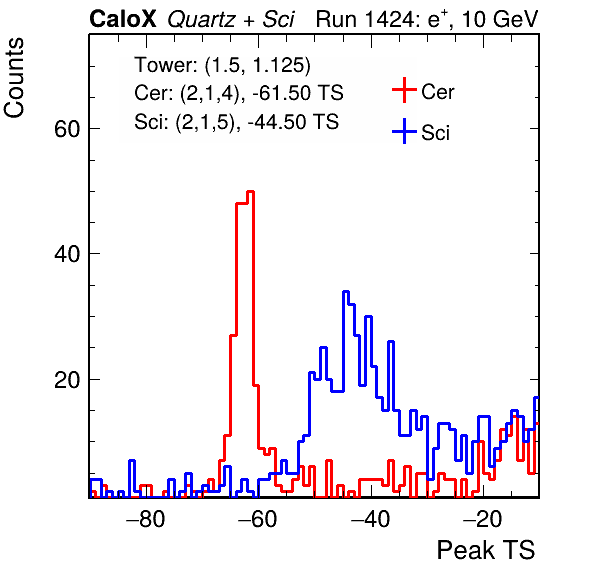 CaloX Quartz + Sci Run 1424: e⁺, 10 GeV
Tower: (1.5, 1.125)
Cer: (2,1,4), -61.50 TS
Sci: (2,1,5), -44.50 TS
Cer
Sci
Counts
60
40
20
−80 −60 −40 −20
Peak TS